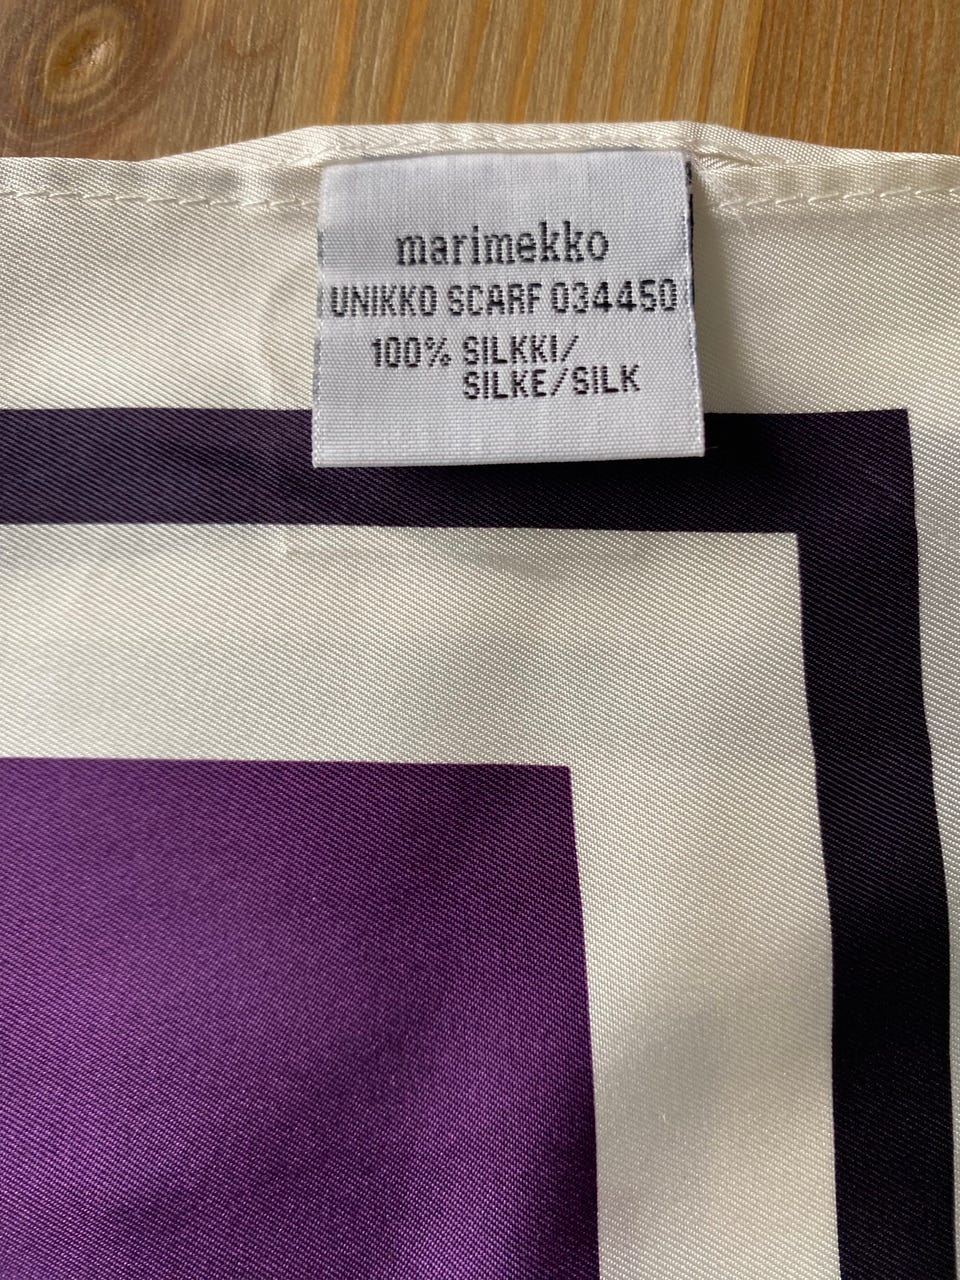 marimekko
UNIKKO SCARF 034450
100% SILKKI/
SILKE/SILK